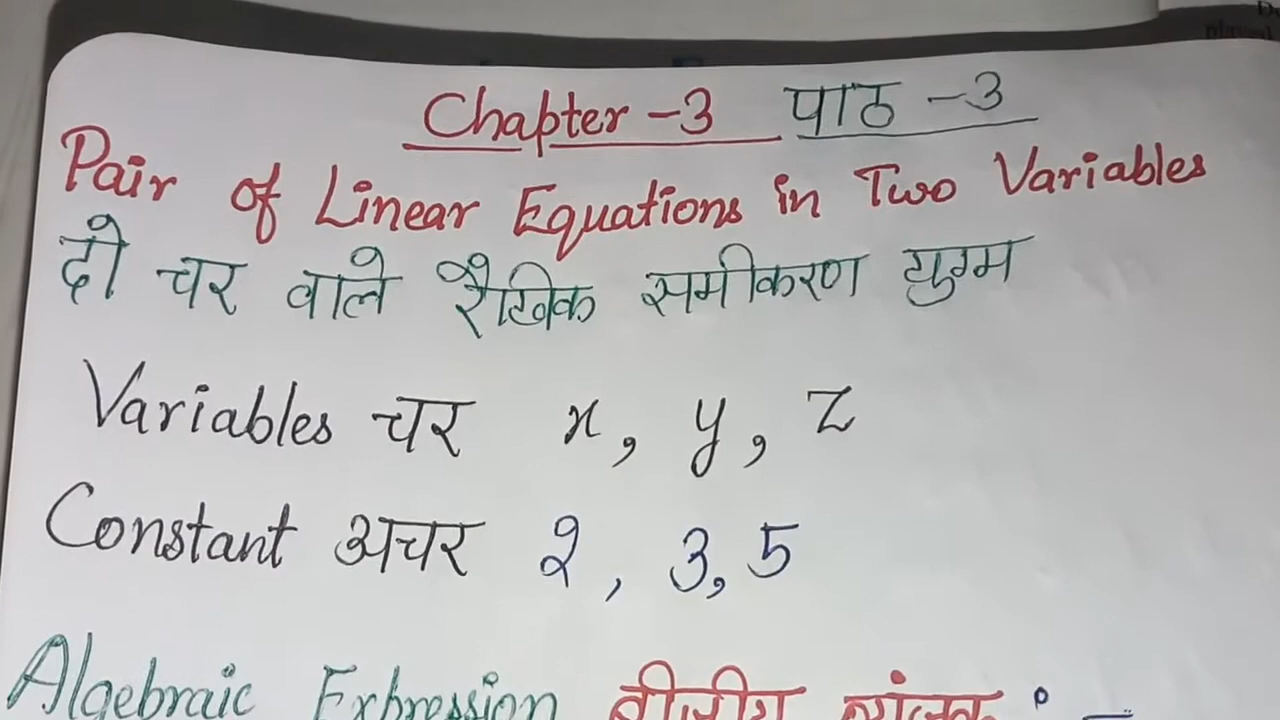 Chapter -3 पाठ -3
Pair of Linear Equations in Two Variables
दो चर वाले रैखिक समीकरण युग्म
Variables चर x, y, z
Constant अचर 2, 3, 5
Algebraic Expression बीजीय व्यंजक :-